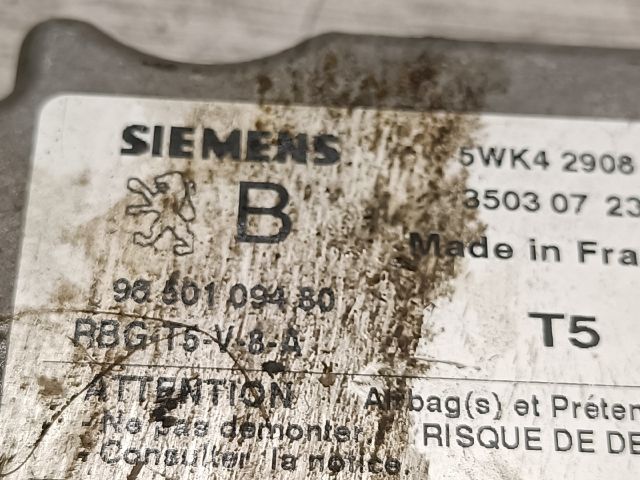 SIEMENS 5WK4 2908
B 3503 07 23
Made in Fra
96 501 094 80
RBG-T5-V-8-A T5
ATTENTION Airbag(s) et Préten
- Ne pas demonter. RISQUE DE DE
- Consulter la notice.